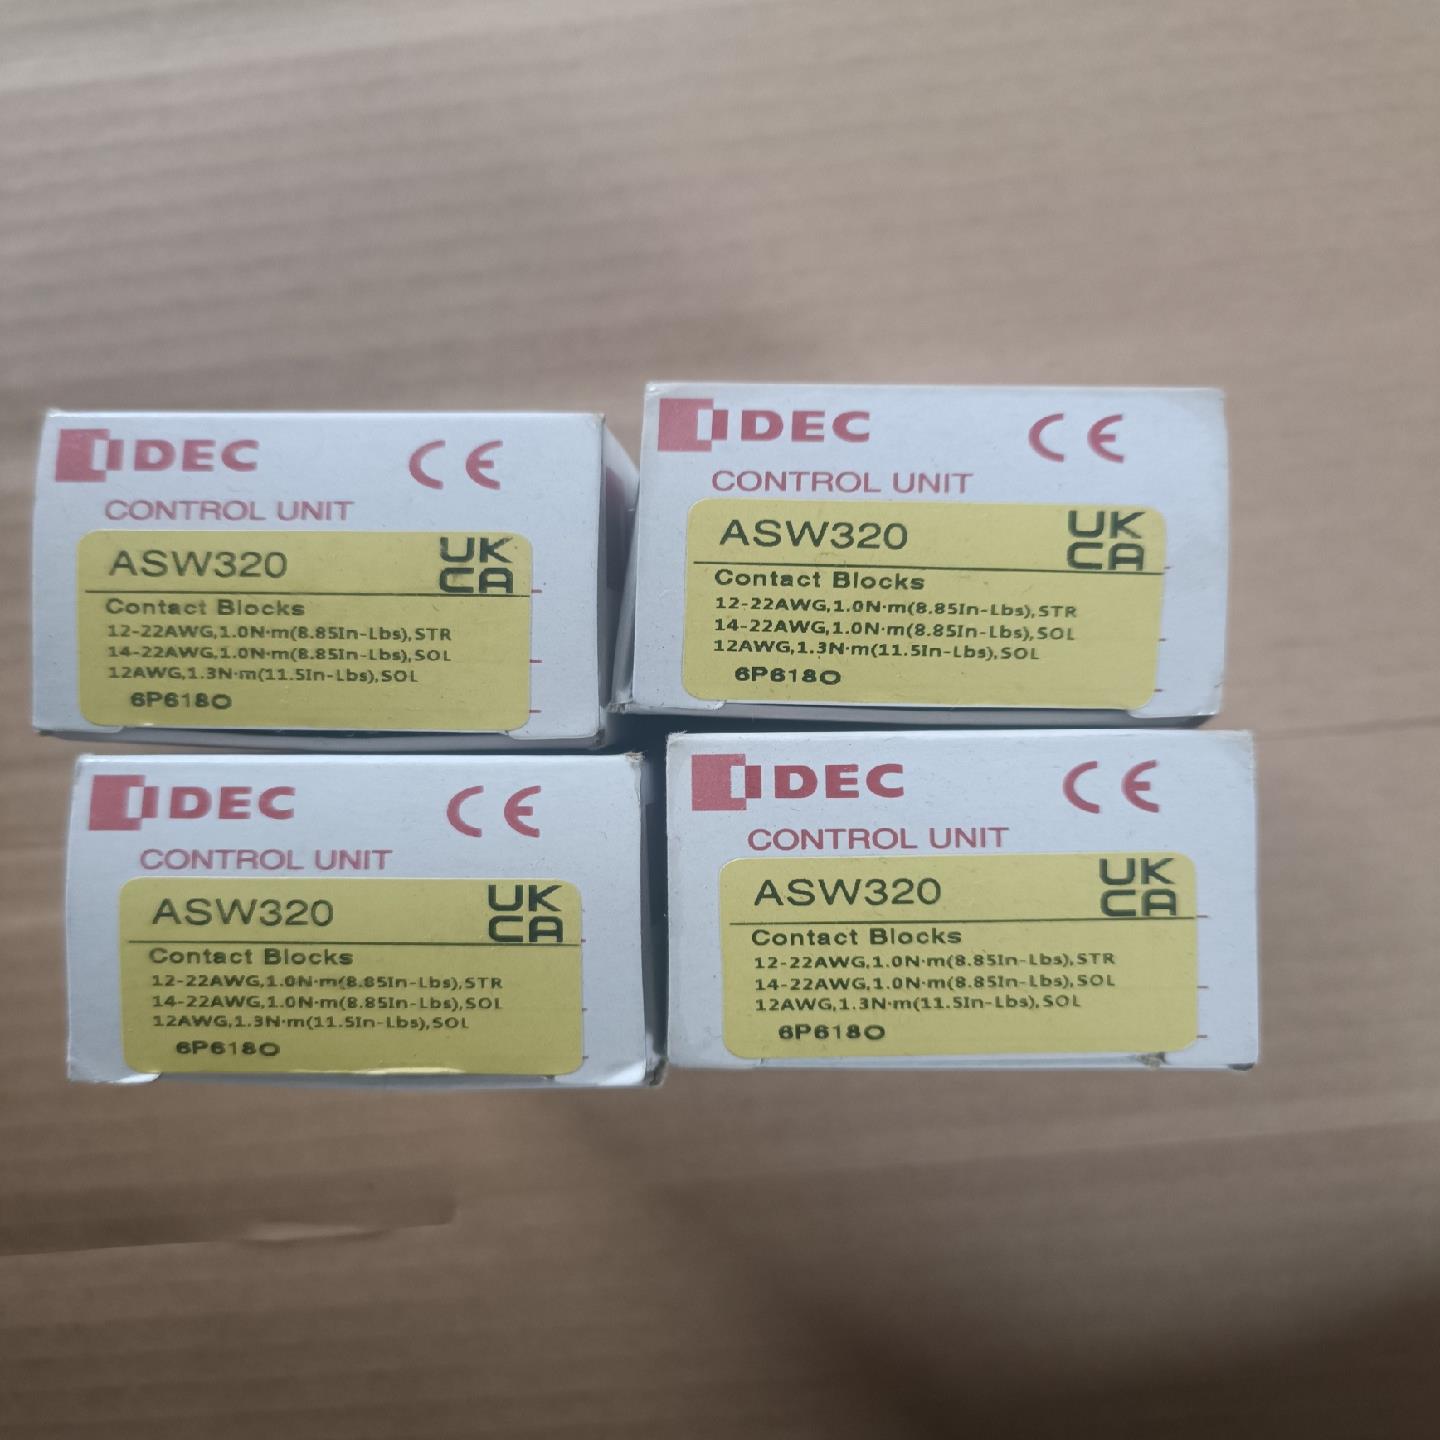 IDEC
CE
CONTROL UNIT
ASW320
UK
CA
Contact Blocks
12-22AWG,1.0N·m(8.85In-Lbs),STR
14-22AWG,1.0N·m(8.85In-Lbs),SOL
12AWG,1.3N·m(11.5In-Lbs),SOL
6P618O
IDEC
CE
CONTROL UNIT
ASW320
UK
CA
Contact Blocks
12-22AWG,1.0N·m(8.85In-Lbs),STR
14-22AWG,1.0N·m(8.85In-Lbs),SOL
12AWG,1.3N·m(11.5In-Lbs),SOL
6P618O
IDEC
CE
CONTROL UNIT
ASW320
UK
CA
Contact Blocks
12-22AWG,1.0N·m(8.85In-Lbs),STR
14-22AWG,1.0N·m(8.85In-Lbs),SOL
12AWG,1.3N·m(11.5In-Lbs),SOL
6P618O
IDEC
CE
CONTROL UNIT
ASW320
UK
CA
Contact Blocks
12-22AWG,1.0N·m(8.85In-Lbs),STR
14-22AWG,1.0N·m(8.85In-Lbs),SOL
12AWG,1.3N·m(11.5In-Lbs),SOL
6P618O